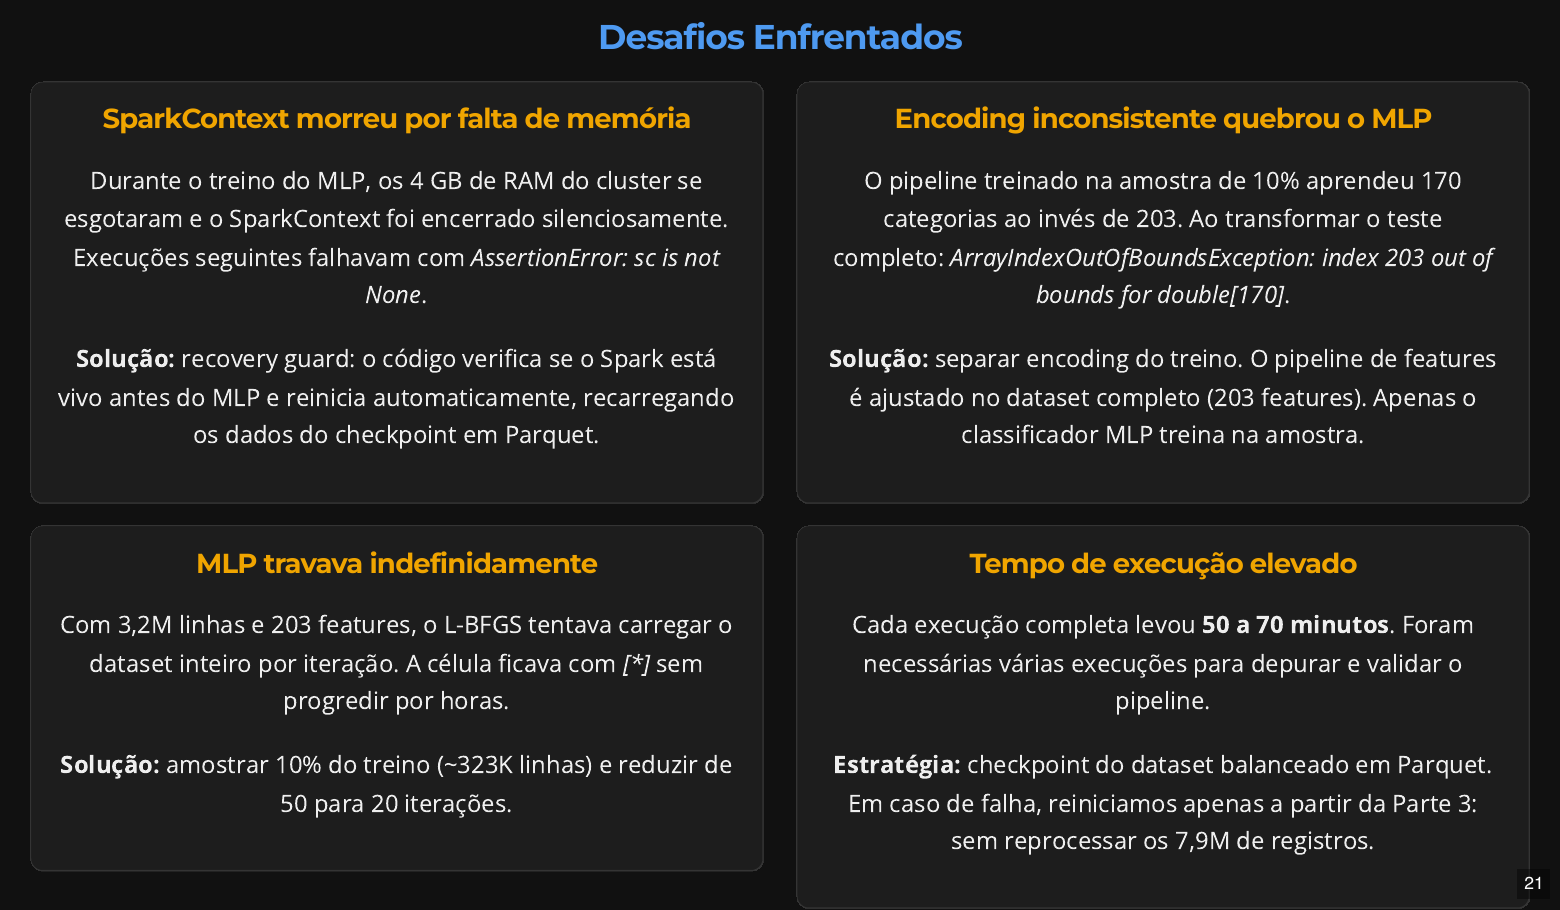 Desafios Enfrentados
SparkContext morreu por falta de memória
Durante o treino do MLP, os 4 GB de RAM do cluster se
esgotaram e o SparkContext foi encerrado silenciosamente.
Execuções seguintes falhavam com AssertionError: sc is not
None.
Solução: recovery guard: o código verifica se o Spark está
vivo antes do MLP e reinicia automaticamente, recarregando
os dados do checkpoint em Parquet.
Encoding inconsistente quebrou o MLP
O pipeline treinado na amostra de 10% aprendeu 170
categorias ao invés de 203. Ao transformar o teste
completo: ArrayIndexOutOfBoundsException: index 203 out of
bounds for double[170].
Solução: separar encoding do treino. O pipeline de features
é ajustado no dataset completo (203 features). Apenas o
classificador MLP treina na amostra.
MLP travava indefinidamente
Com 3,2M linhas e 203 features, o L-BFGS tentava carregar o
dataset inteiro por iteração. A célula ficava com [*] sem
progredir por horas.
Solução: amostrar 10% do treino (~323K linhas) e reduzir de
50 para 20 iterações.
Tempo de execução elevado
Cada execução completa levou 50 a 70 minutos. Foram
necessárias várias execuções para depurar e validar o
pipeline.
Estratégia: checkpoint do dataset balanceado em Parquet.
Em caso de falha, reiniciamos apenas a partir da Parte 3:
sem reprocessar os 7,9M de registros.
21